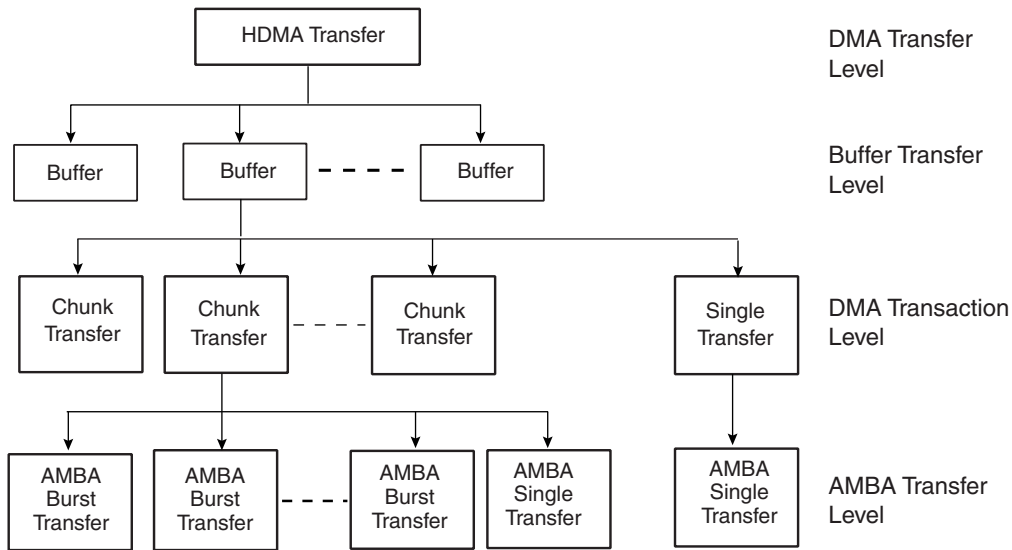 HDMA Transfer
DMA Transfer
Level
Buffer
Buffer
Buffer
Buffer Transfer
Level
Chunk
Transfer
Chunk
Transfer
Chunk
Transfer
Single
Transfer
DMA Transaction
Level
AMBA
Burst
Transfer
AMBA
Burst
Transfer
AMBA
Burst
Transfer
AMBA
Single
Transfer
AMBA
Single
Transfer
AMBA Transfer
Level